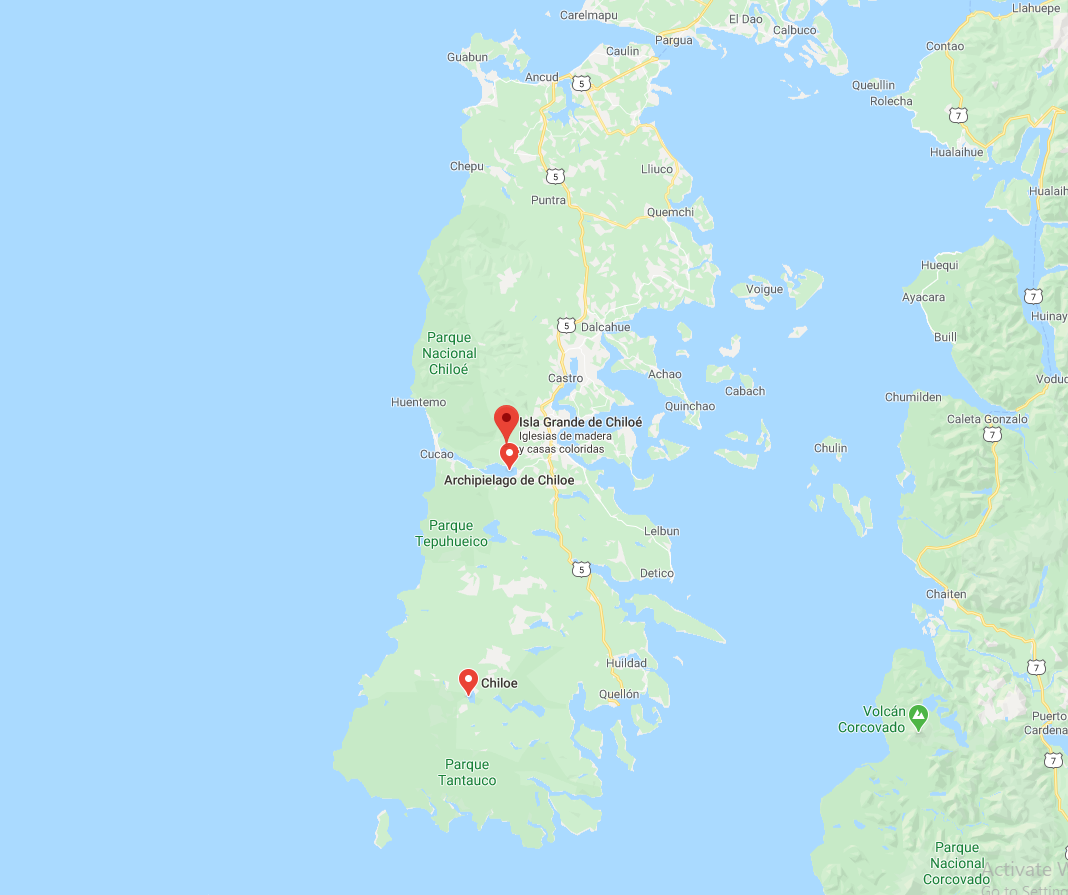 Llahuepe
Carelmapu
El Dao
Calbuco
Pargua
Contao
Caulin
Guabun
Ancud
5
Queullin
Rolecha
7
Hualaihue
Chepu
Lliuco
5
Puntra
Quemchi
Hualaih
Huequi
Voigue
Ayacara
7
Huinay
5
Dalcahue
Buill
Parque
Nacional
Chiloé
Castro
Achao
Vodu
Cabach
Chumilden
Huentemo
Quinchao
Caleta Gonzalo
Isla Grande de Chiloé
Iglesias de madera
y casas coloridas
7
Chulin
Cucao
Archipielago de Chiloe
Parque
Tepuhueico
Lelbun
5
Detico
Chaiten
Huildad
7
Chiloe
Quellón
Volcán
Corcovado
Puerto
Cardena
Parque
Tantauco
7
Parque
Nacional
Corcovado
Activate W
Go to Setting